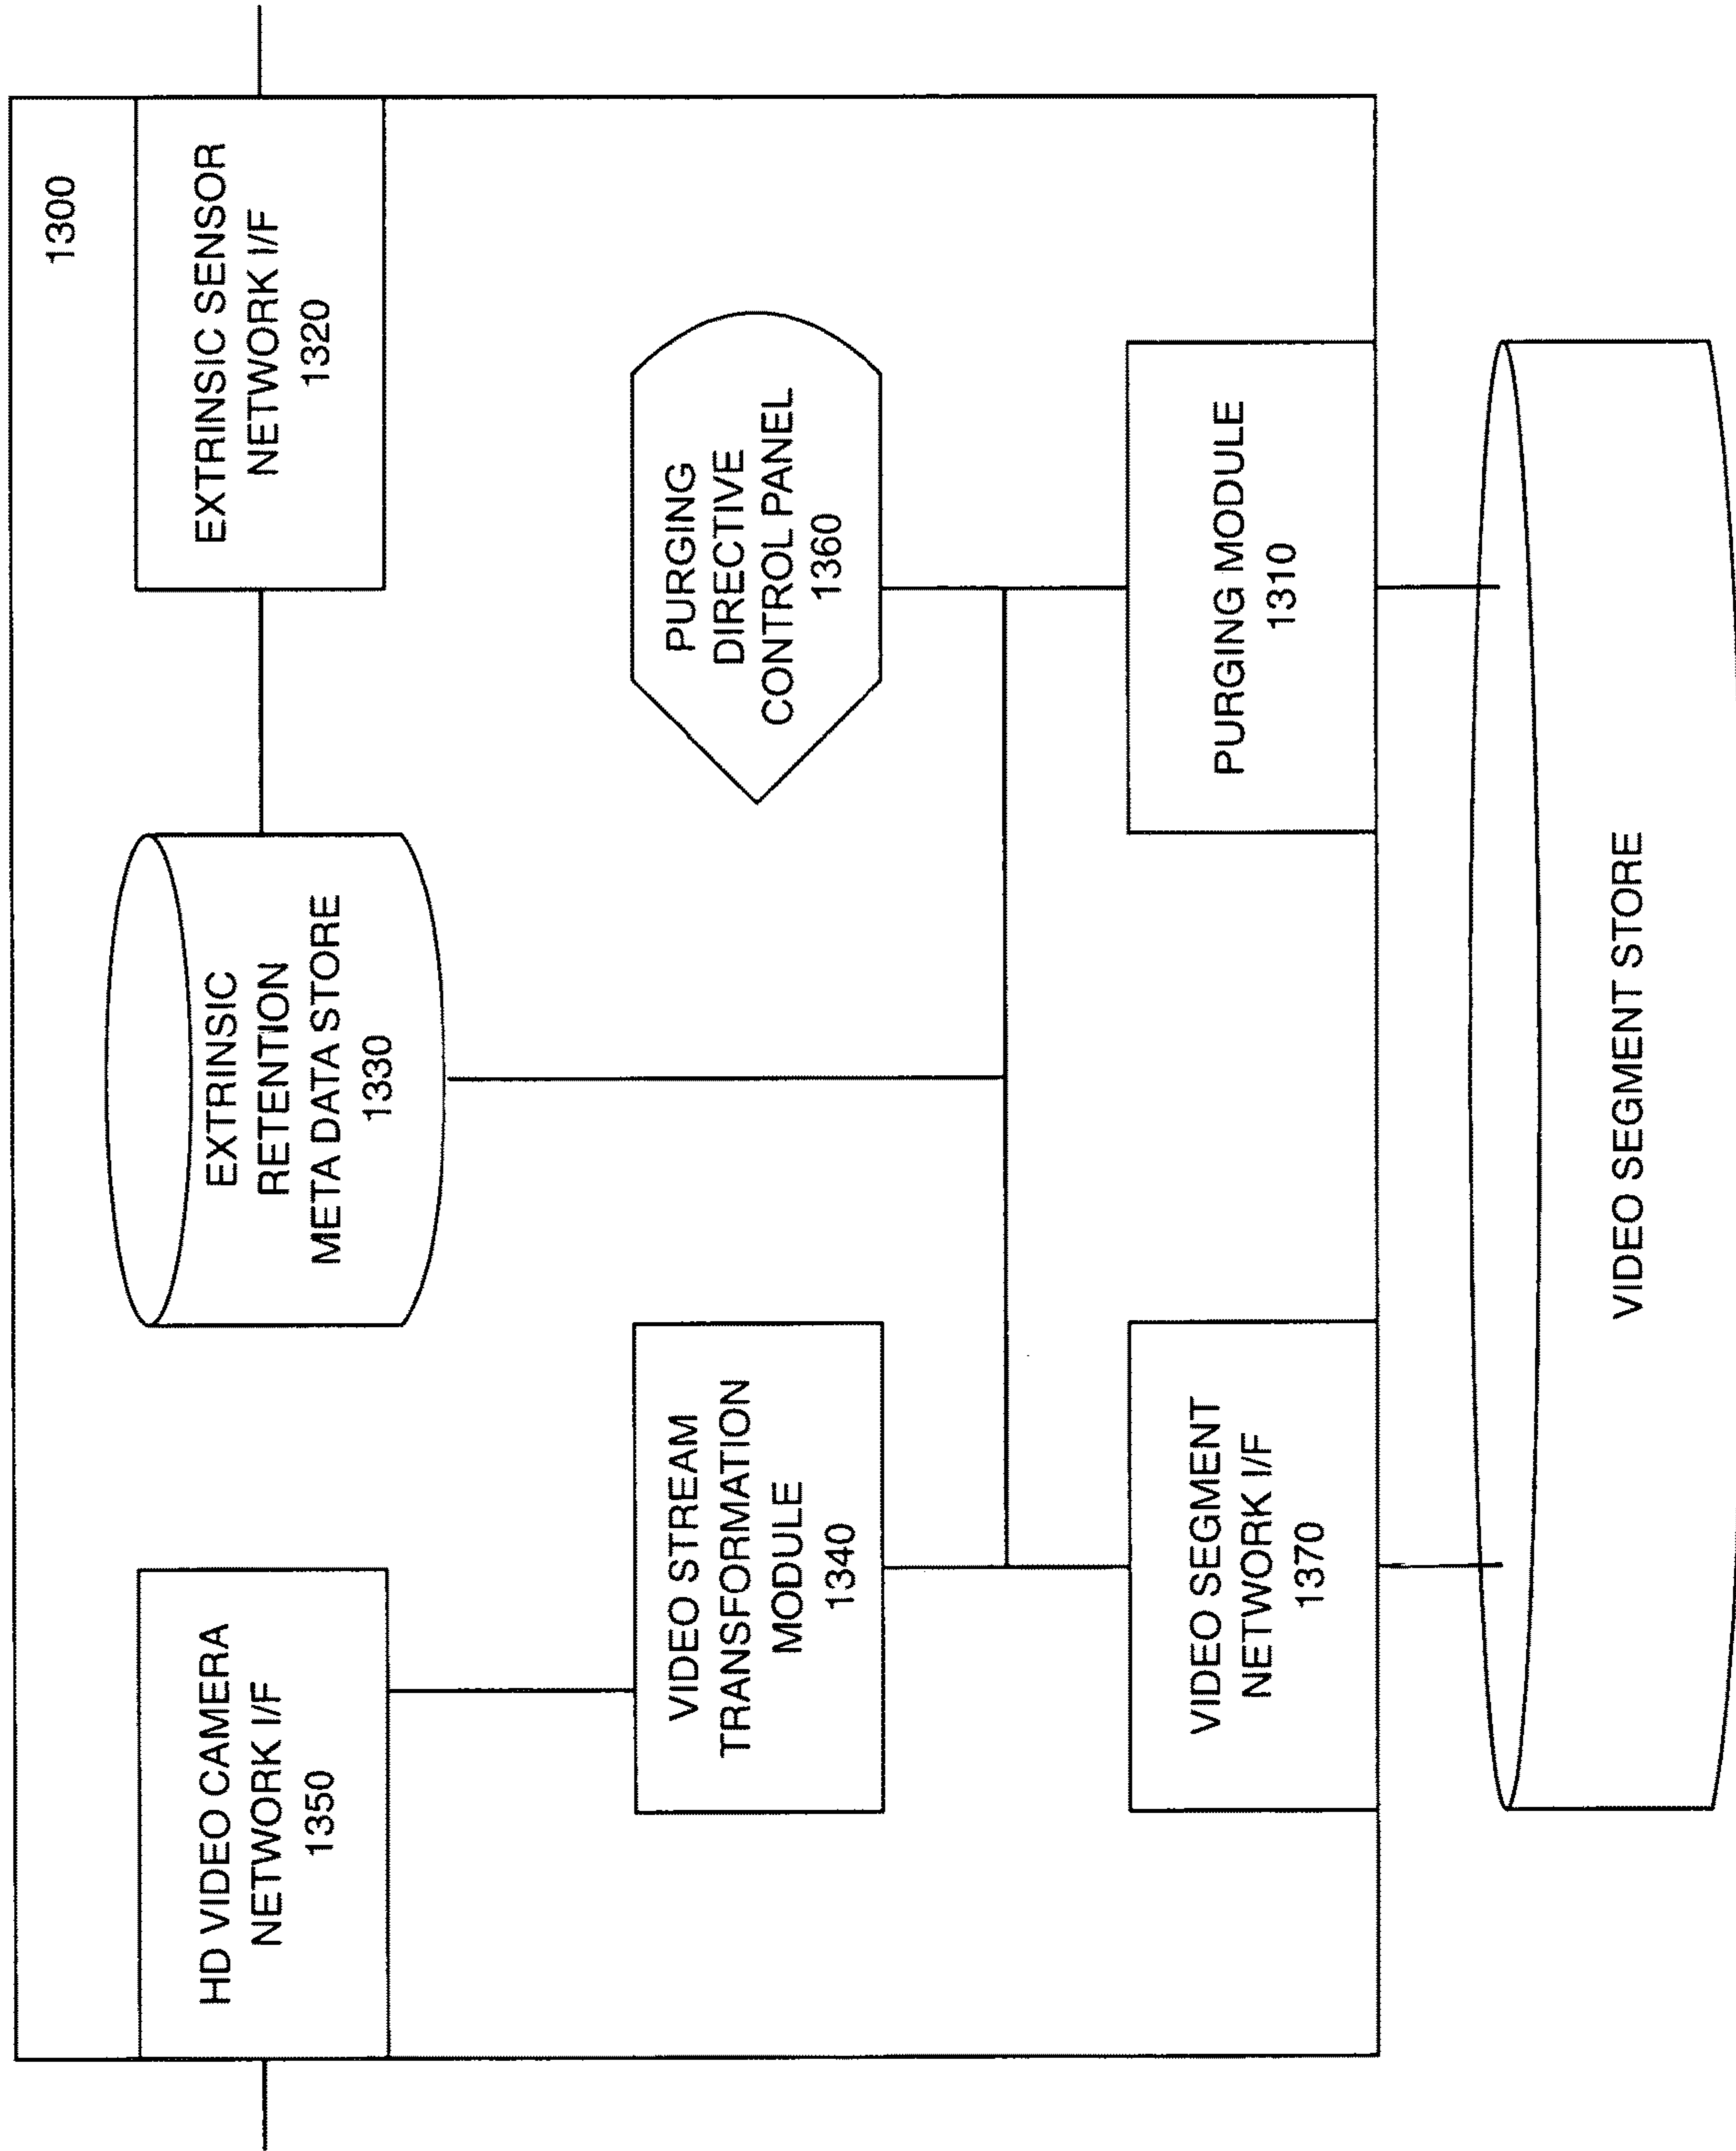 1300
HD VIDEO CAMERA
NETWORK I/F
1350
EXTRINSIC
RETENTION
META DATA STORE
1330
EXTRINSIC SENSOR
NETWORK I/F
1320
VIDEO STREAM
TRANSFORMATION
MODULE
1340
PURGING
DIRECTIVE
CONTROL PANEL
1360
VIDEO SEGMENT
NETWORK I/F
1370
PURGING MODULE
1310
VIDEO SEGMENT STORE